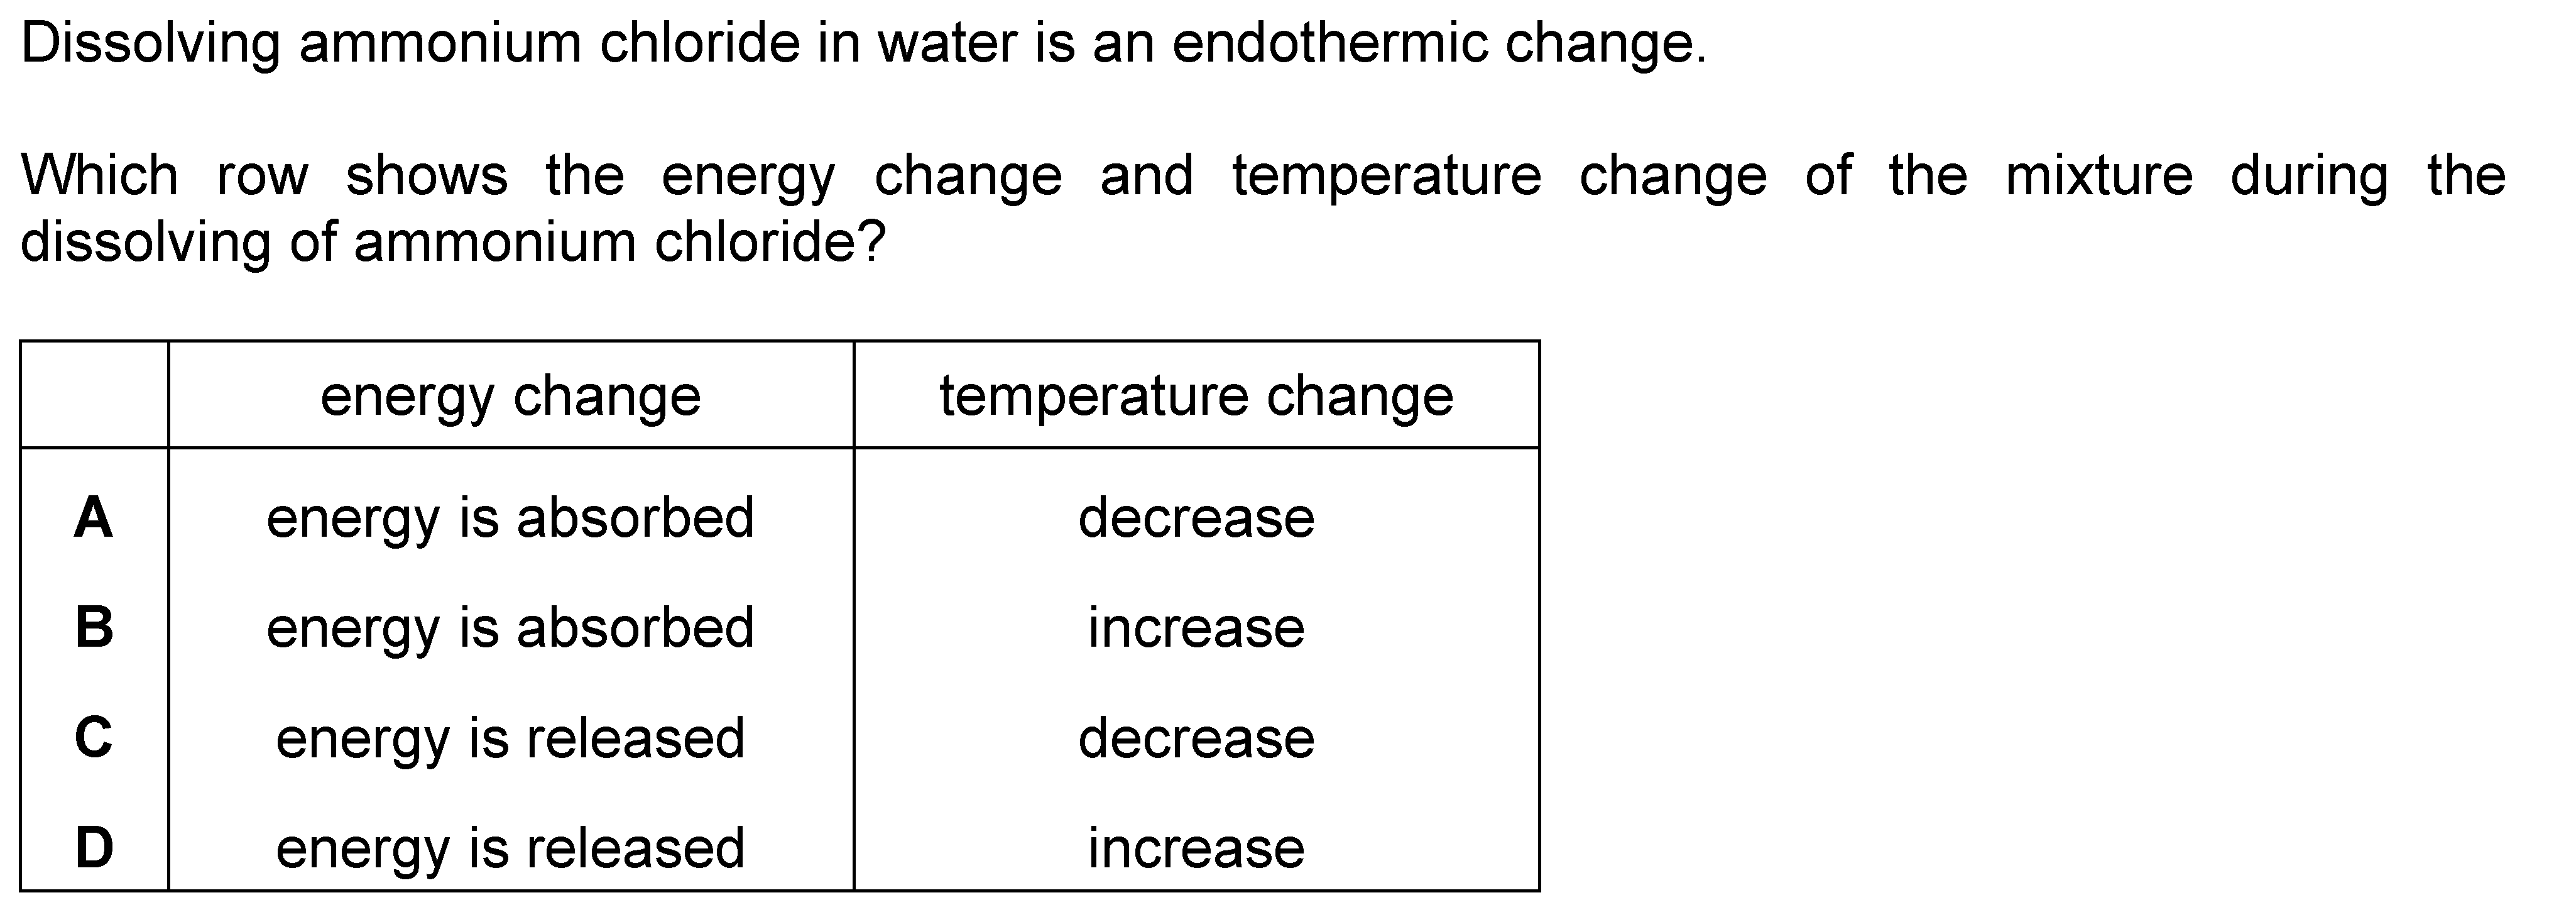 Dissolving ammonium chloride in water is an endothermic change.
Which row shows the energy change and temperature change of the mixture during the
dissolving of ammonium chloride?
energy change temperature change
A energy is absorbed decrease
B energy is absorbed increase
C energy is released decrease
D energy is released increase